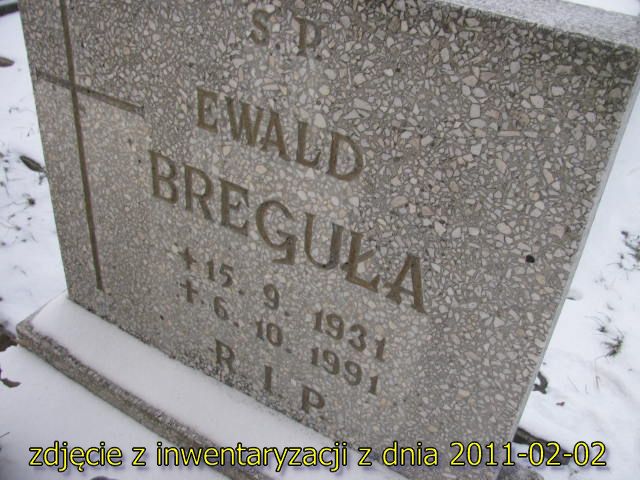 S P.
EWALD
BREGUŁA
+ 15. 9. 1931
+ 6. 10. 1991
R I P
zdjęcie z inwentaryzacji z dnia 2011-02-02